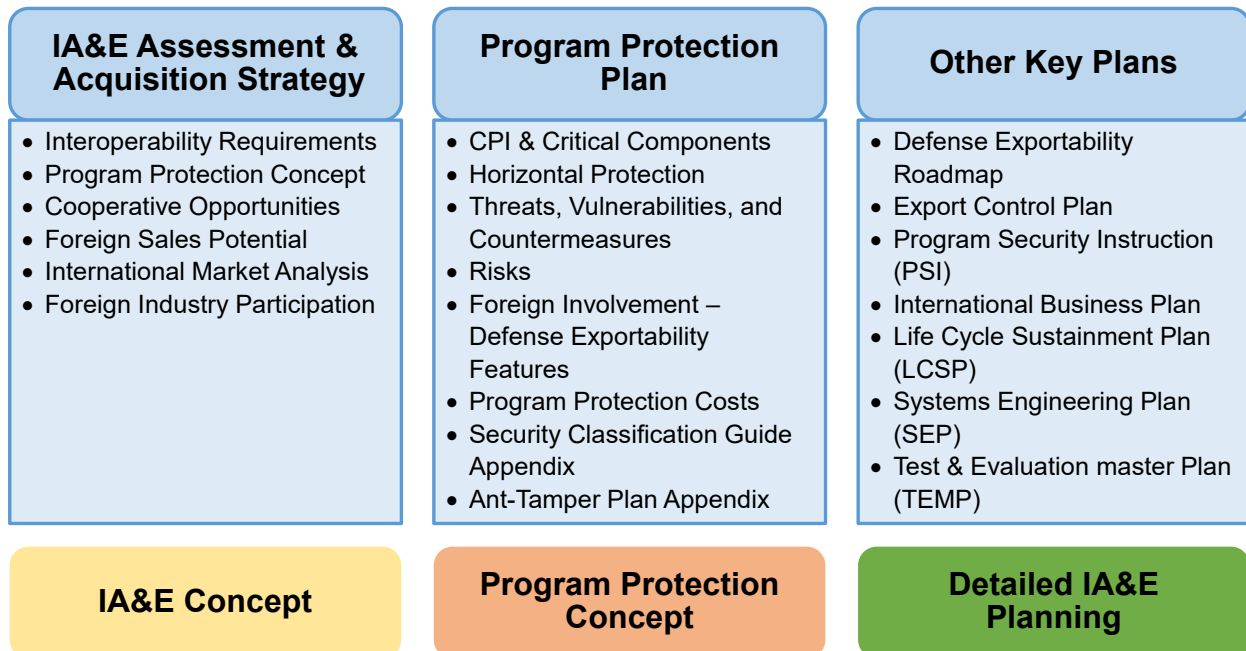 IA&E Assessment &
Acquisition Strategy
• Interoperability Requirements
• Program Protection Concept
• Cooperative Opportunities
• Foreign Sales Potential
• International Market Analysis
• Foreign Industry Participation
IA&E Concept
Program Protection
Plan
• CPI & Critical Components
• Horizontal Protection
• Threats, Vulnerabilities, and
Countermeasures
• Risks
• Foreign Involvement –
Defense Exportability
Features
• Program Protection Costs
• Security Classification Guide
Appendix
• Ant-Tamper Plan Appendix
Program Protection
Concept
Other Key Plans
• Defense Exportability
Roadmap
• Export Control Plan
• Program Security Instruction
(PSI)
• International Business Plan
• Life Cycle Sustainment Plan
(LCSP)
• Systems Engineering Plan
(SEP)
• Test & Evaluation master Plan
(TEMP)
Detailed IA&E
Planning